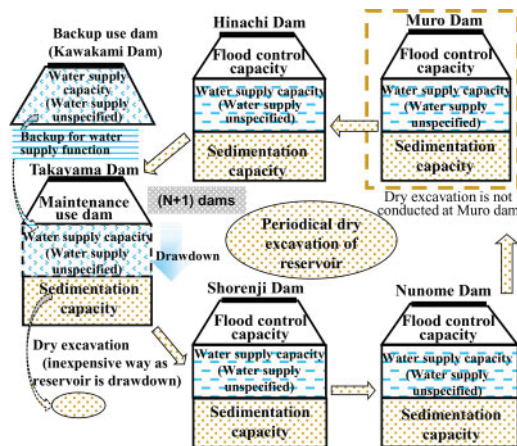 Backup use dam
(Kawakami Dam)
Water supply
capacity
(Water supply
unspecified)
Backup for water
supply function
Hinachi Dam
Flood control
capacity
Water supply capacity
(Water supply
unspecified)
Sedimentation
capacity
Muro Dam
Flood control
capacity
Water supply capacity
(Water supply
unspecified)
Sedimentation
capacity
Dry excavation is not
conducted at Muro dam
Takayama Dam
Maintenance
use dam
Water supply capacity
(Water supply
unspecified)
Sedimentation
capacity
(N+1) dams
Drawdown
Periodical dry
excavation of
reservoir
Dry excavation
(inexpensive way as
reservoir is drawdown)
Shorenji Dam
Flood control
capacity
Water supply capacity
(Water supply
unspecified)
Sedimentation
capacity
Nunome Dam
Flood control
capacity
Water supply capacity
(Water supply
unspecified)
Sedimentation
capacity